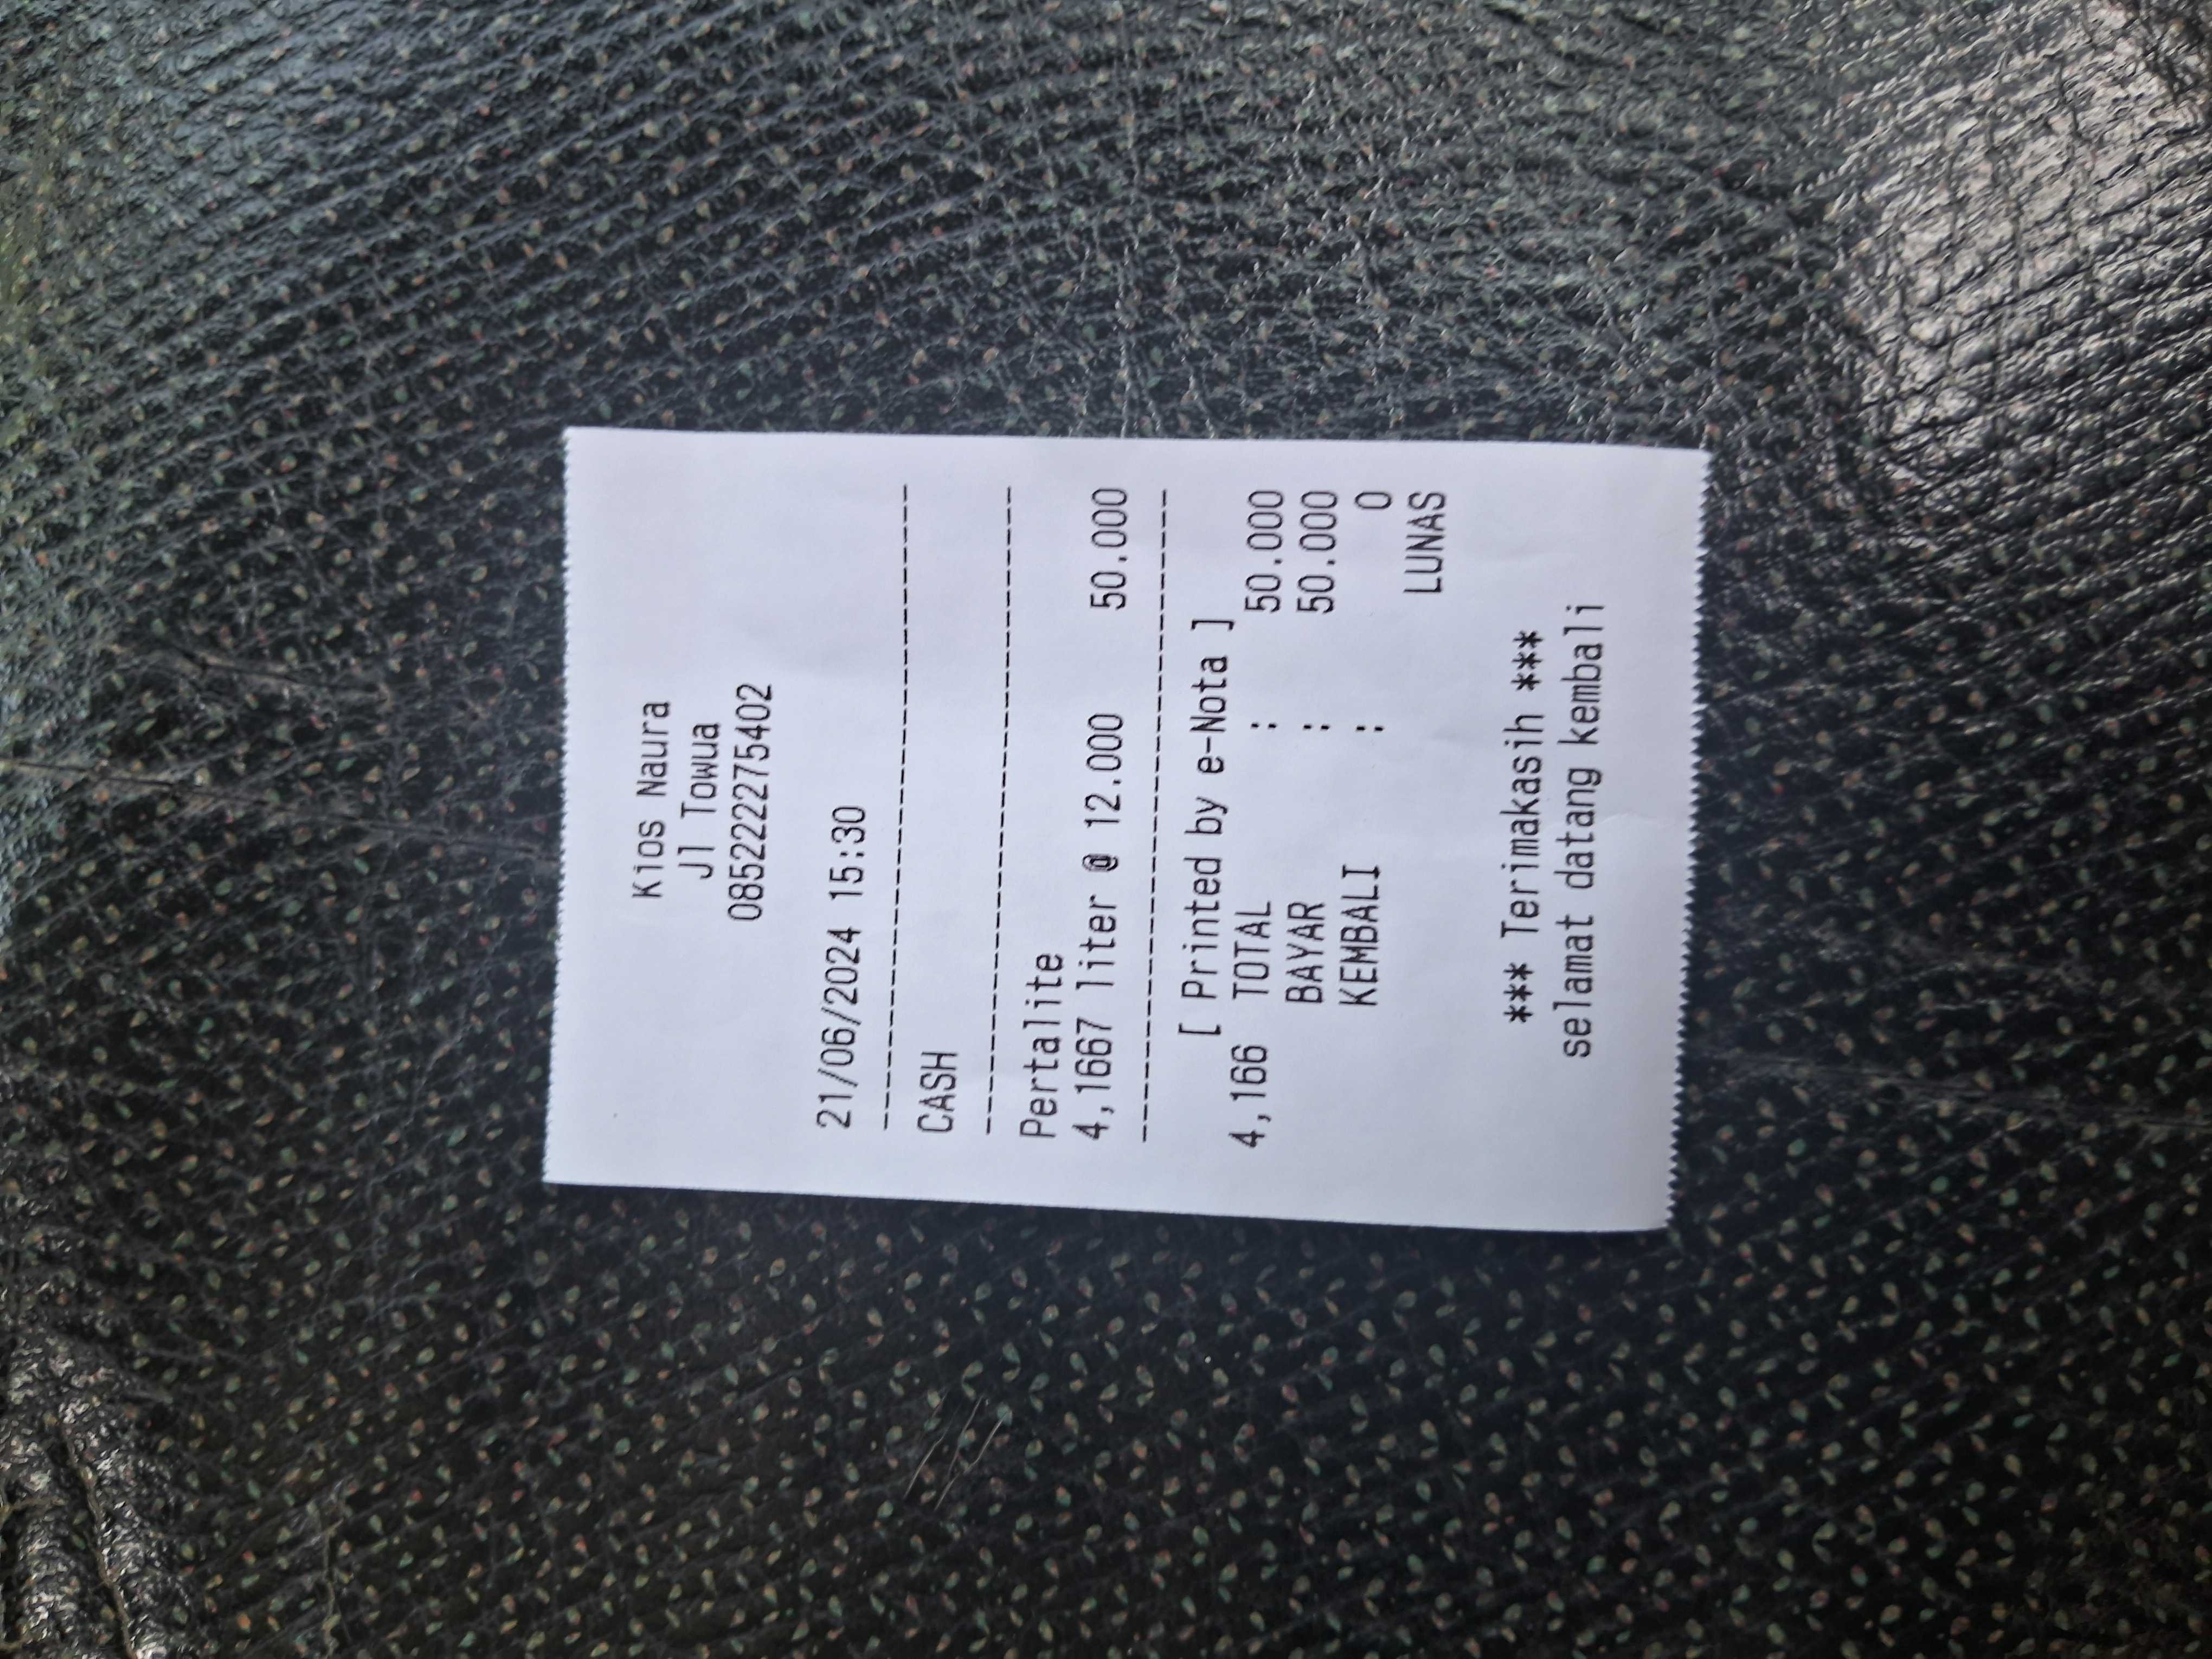 Kios Naura
Jl Towua
085222275402
21/06/2024 15:30
--------------------------------
CASH
--------------------------------
Pertalite
4,1667 liter @ 12.000 50.000
--------------------------------
[ Printed by e-Nota ]
4,166 TOTAL : 50.000
BAYAR : 50.000
KEMBALI : 0
LUNAS
*** Terimakasih ***
selamat datang kembali